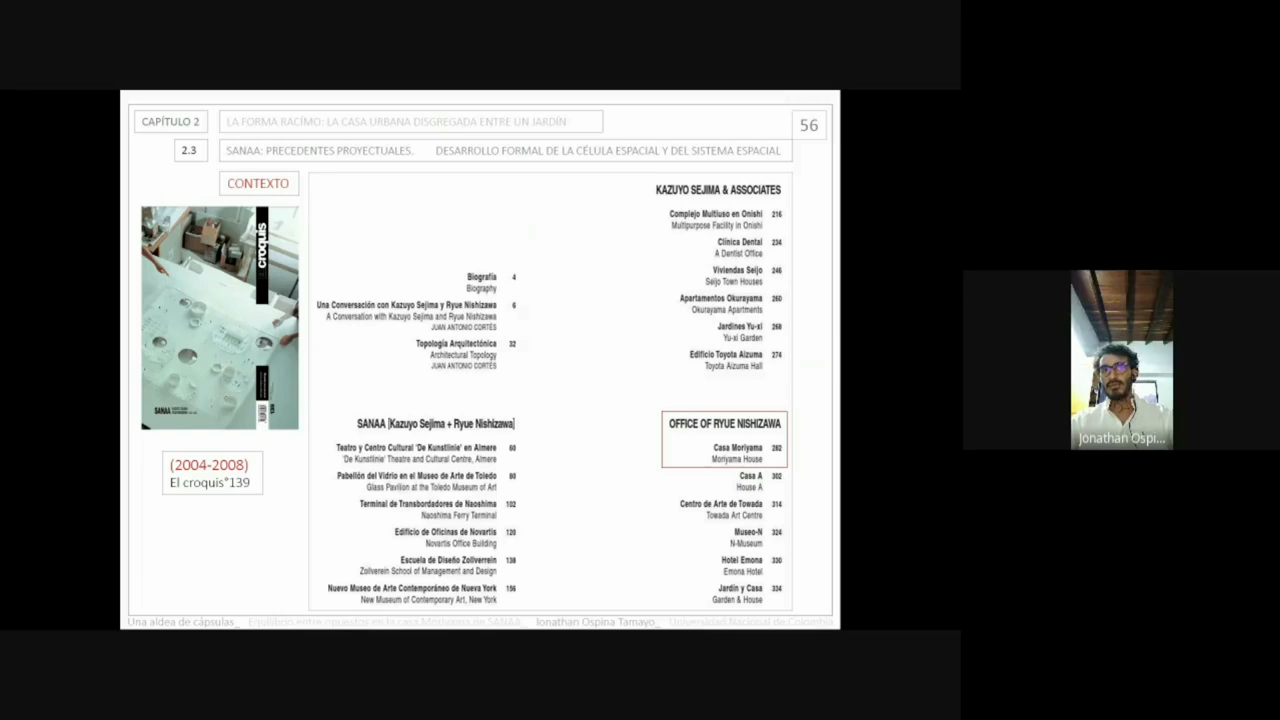 CAPÍTULO 2
LA FORMA RACÍMO: LA CASA URBANA DISGREGADA ENTRE UN JARDÍN
56
2.3
SANAA: PRECEDENTES PROYECTUALES. DESARROLLO FORMAL DE LA CÉLULA ESPACIAL Y DEL SISTEMA ESPACIAL
CONTEXTO
croquis
SANAA
139
(2004-2008)
El croquis°139
Biografía 4
Biography
Una Conversación con Kazuyo Sejima y Ryue Nishizawa 6
A Conversation with Kazuyo Sejima and Ryue Nishizawa
JUAN ANTONIO CORTÉS
Topología Arquitectónica 32
Architectural Topology
JUAN ANTONIO CORTÉS
SANAA [Kazuyo Sejima + Ryue Nishizawa]
Teatro y Centro Cultural 'De Kunstlinie' en Almere 60
'De Kunstlinie' Theatre and Cultural Centre, Almere
Pabellón del Vidrio en el Museo de Arte de Toledo 80
Glass Pavilion at the Toledo Museum of Art
Terminal de Transbordadores de Naoshima 102
Naoshima Ferry Terminal
Edificio de Oficinas de Novartis 120
Novartis Office Building
Escuela de Diseño Zollverrein 138
Zollverein School of Management and Design
Nuevo Museo de Arte Contemporáneo de Nueva York 156
New Museum of Contemporary Art, New York
KAZUYO SEJIMA & ASSOCIATES
Complejo Multiuso en Onishi 216
Multipurpose Facility in Onishi
Clínica Dental 234
A Dentist Office
Viviendas Seijo 246
Seijo Town Houses
Apartamentos Okurayama 260
Okurayama Apartments
Jardines Yu-xi 268
Yu-xi Garden
Edificio Toyota Aizuma 274
Toyota Aizuma Hall
OFFICE OF RYUE NISHIZAWA
Casa Moriyama 282
Moriyama House
Casa A 302
House A
Centro de Arte de Towada 314
Towada Art Centre
Museo-N 324
N-Museum
Hotel Emona 330
Emona Hotel
Jardín y Casa 334
Garden & House
Una aldea de cápsulas_ Equilibrio entre opuestos en la casa Moriyama de SANAA_ Jonathan Ospina Tamayo_ Universidad Nacional de Colombia
Jonathan Ospi...